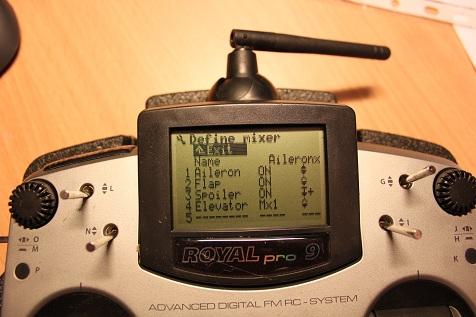 Define mixer
Exit
Name Aileronx
1 Aileron ON
2 Flap ON
3 Spoiler ON +
4 Elevator Mx1
5 -------- --- --------
L
N
O
M
P
C
I
J
H
K
ROYAL pro 9
ADVANCED DIGITAL FM RC - SYSTEM